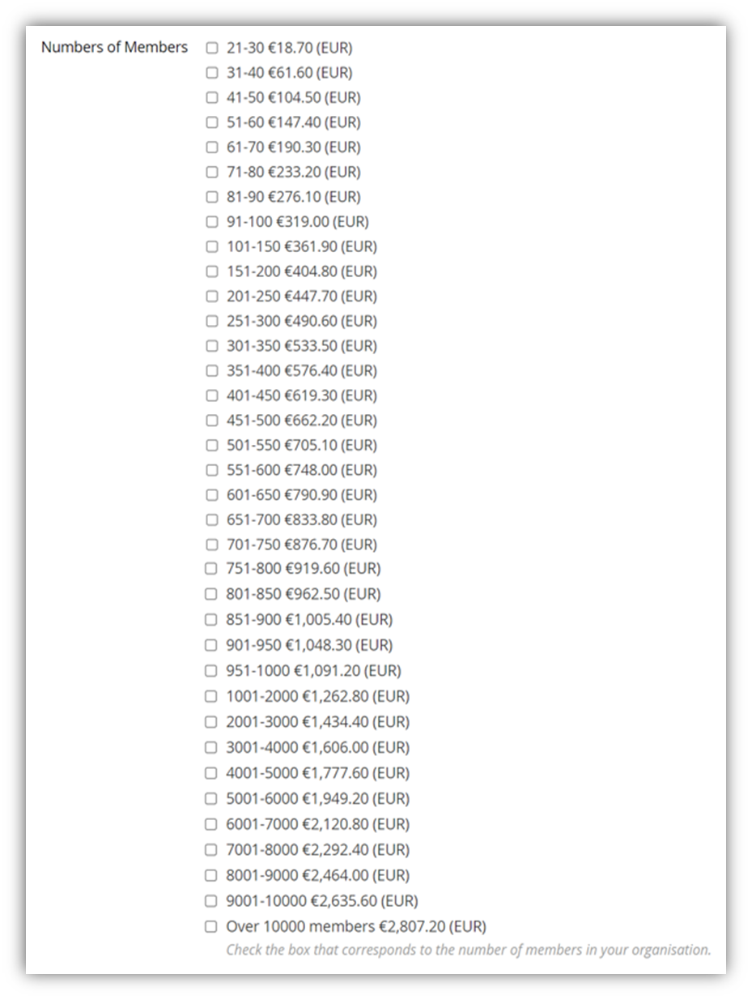 Numbers of Members
21-30 €18.70 (EUR)
31-40 €61.60 (EUR)
41-50 €104.50 (EUR)
51-60 €147.40 (EUR)
61-70 €190.30 (EUR)
71-80 €233.20 (EUR)
81-90 €276.10 (EUR)
91-100 €319.00 (EUR)
101-150 €361.90 (EUR)
151-200 €404.80 (EUR)
201-250 €447.70 (EUR)
251-300 €490.60 (EUR)
301-350 €533.50 (EUR)
351-400 €576.40 (EUR)
401-450 €619.30 (EUR)
451-500 €662.20 (EUR)
501-550 €705.10 (EUR)
551-600 €748.00 (EUR)
601-650 €790.90 (EUR)
651-700 €833.80 (EUR)
701-750 €876.70 (EUR)
751-800 €919.60 (EUR)
801-850 €962.50 (EUR)
851-900 €1,005.40 (EUR)
901-950 €1,048.30 (EUR)
951-1000 €1,091.20 (EUR)
1001-2000 €1,262.80 (EUR)
2001-3000 €1,434.40 (EUR)
3001-4000 €1,606.00 (EUR)
4001-5000 €1,777.60 (EUR)
5001-6000 €1,949.20 (EUR)
6001-7000 €2,120.80 (EUR)
7001-8000 €2,292.40 (EUR)
8001-9000 €2,464.00 (EUR)
9001-10000 €2,635.60 (EUR)
Over 10000 members €2,807.20 (EUR)
Check the box that corresponds to the number of members in your organisation.